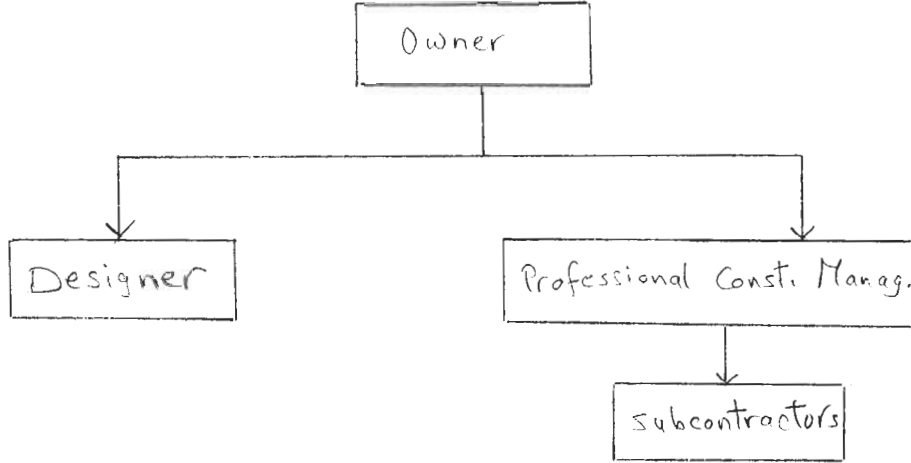 Owner
Designer
Professional Const. Manag.
subcontractors